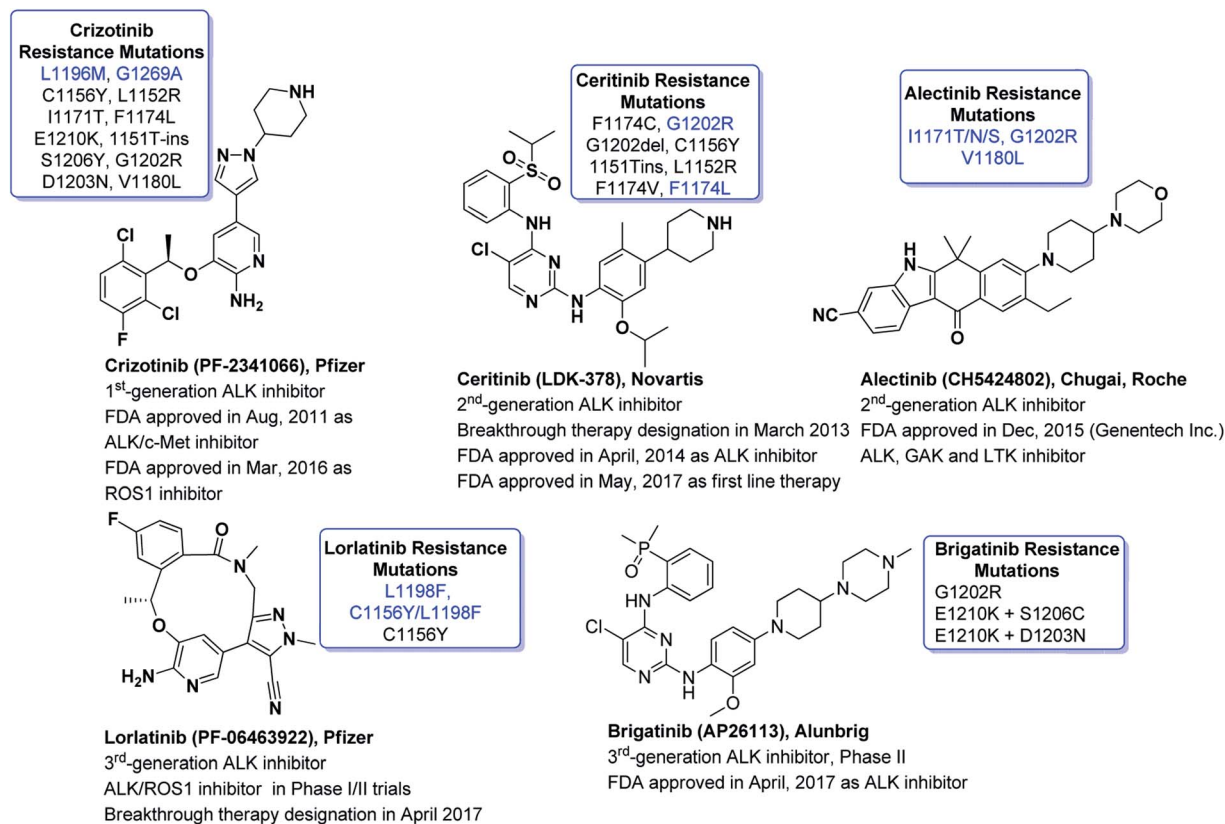 Crizotinib
Resistance Mutations
L1196M, G1269A
C1156Y, L1152R
I1171T, F1174L
E1210K, 1151T-ins
S1206Y, G1202R
D1203N, V1180L
NH
N
N
Cl
O
N
NH2
Cl
F
Crizotinib (PF-2341066), Pfizer
1st-generation ALK inhibitor
FDA approved in Aug, 2011 as
ALK/c-Met inhibitor
FDA approved in Mar, 2016 as
ROS1 inhibitor
Ceritinib Resistance
Mutations
F1174C, G1202R
G1202del, C1156Y
1151Tins, L1152R
F1174V, F1174L
O
S
O
NH
NH
Cl
N
N
N
H
O
Ceritinib (LDK-378), Novartis
2nd-generation ALK inhibitor
Breakthrough therapy designation in March 2013
FDA approved in April, 2014 as ALK inhibitor
FDA approved in May, 2017 as first line therapy
Alectinib Resistance
Mutations
I1171T/N/S, G1202R
V1180L
O
N
H
N
N
NC
O
Alectinib (CH5424802), Chugai, Roche
2nd-generation ALK inhibitor
FDA approved in Dec, 2015 (Genentech Inc.)
ALK, GAK and LTK inhibitor
F
O
N
O
N
N
H2N
N
N
Lorlatinib Resistance
Mutations
L1198F,
C1156Y/L1198F
C1156Y
Lorlatinib (PF-06463922), Pfizer
3rd-generation ALK inhibitor
ALK/ROS1 inhibitor in Phase I/II trials
Breakthrough therapy designation in April 2017
P
O
HN
Cl
N
N
N
H
O
N
N
N
Brigatinib Resistance
Mutations
G1202R
E1210K + S1206C
E1210K + D1203N
Brigatinib (AP26113), Alunbrig
3rd-generation ALK inhibitor, Phase II
FDA approved in April, 2017 as ALK inhibitor